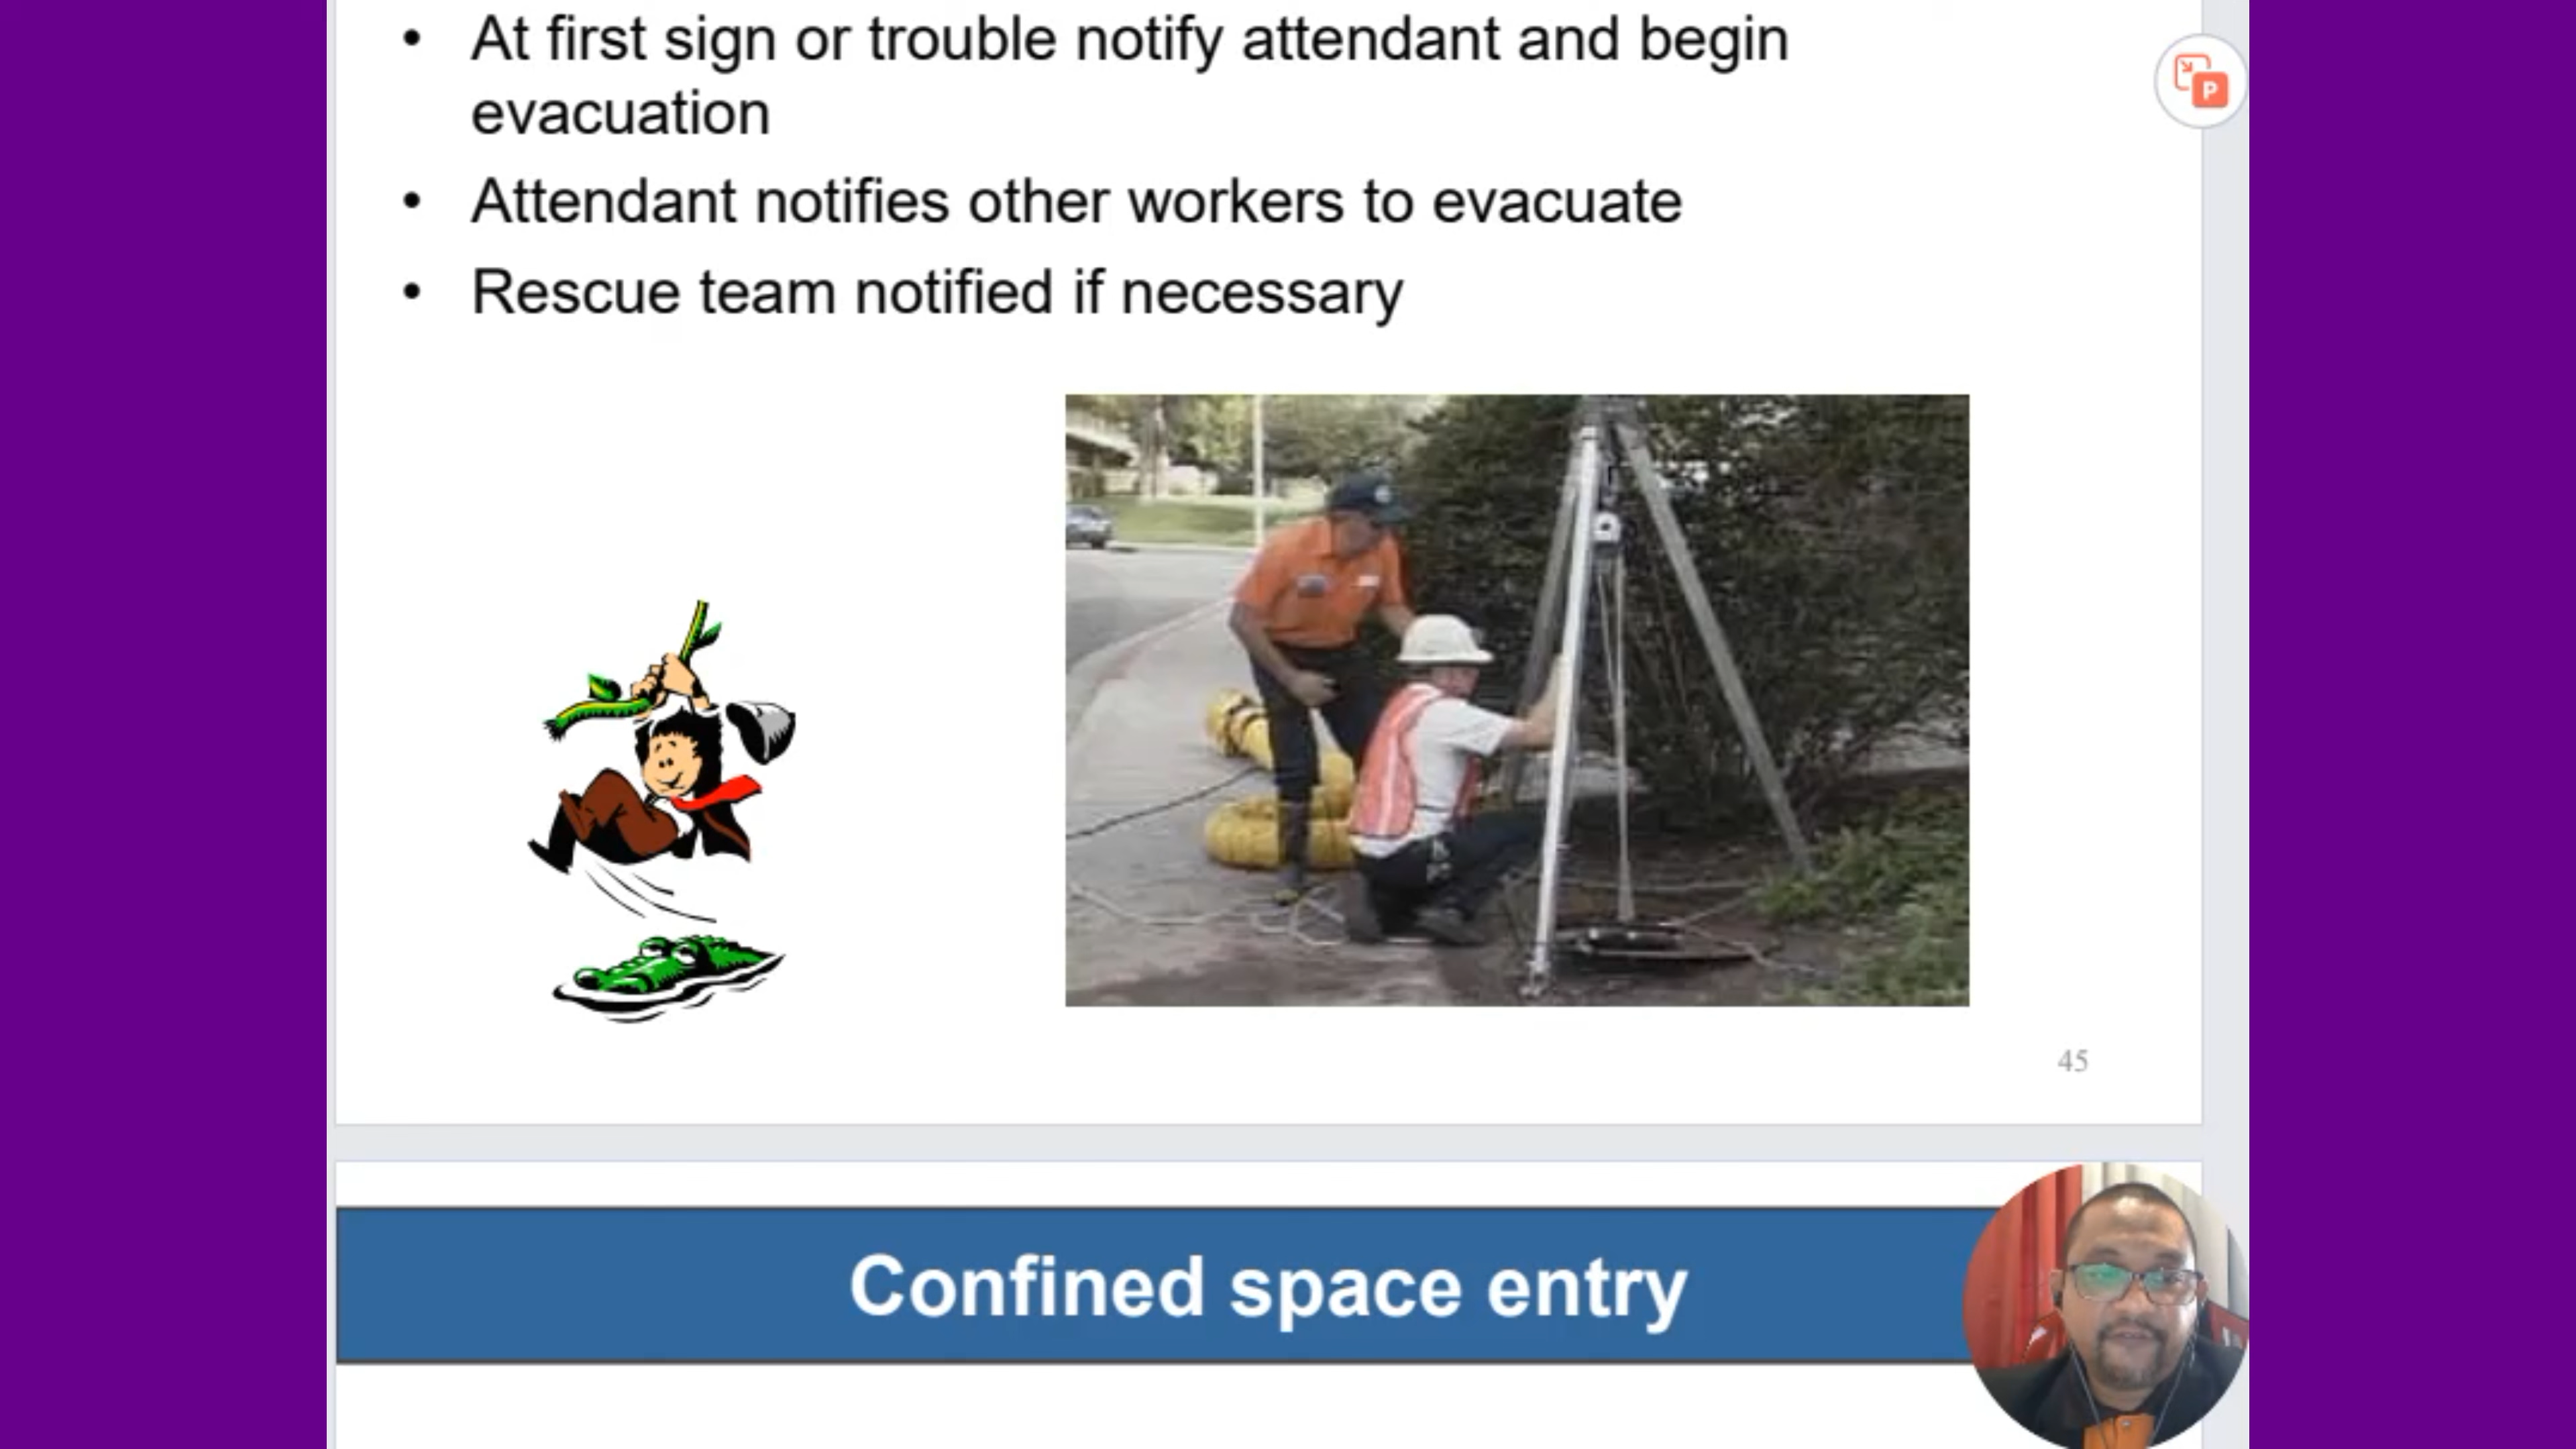 • At first sign or trouble notify attendant and begin
evacuation
• Attendant notifies other workers to evacuate
• Rescue team notified if necessary
P
45
Confined space entry